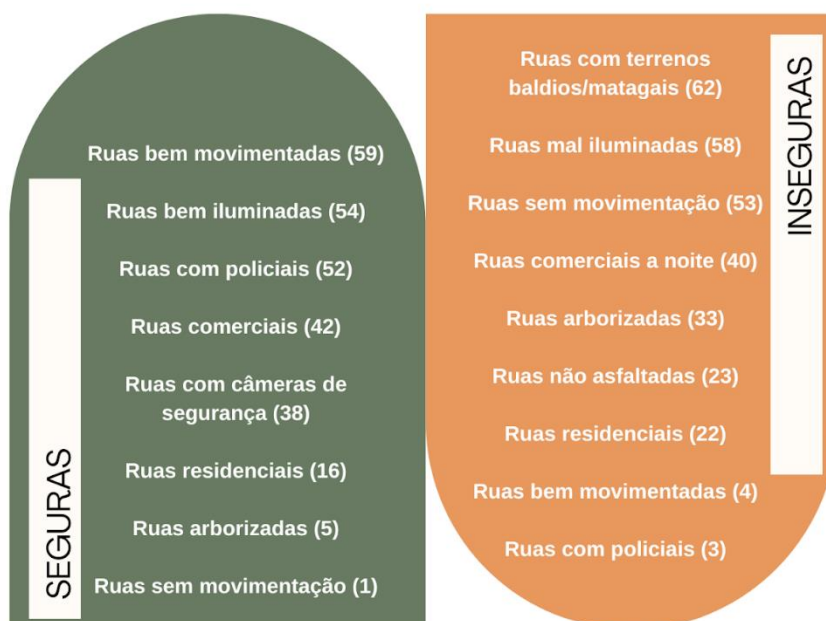 SEGURAS
Ruas bem movimentadas (59)
Ruas bem iluminadas (54)
Ruas com policiais (52)
Ruas comerciais (42)
Ruas com câmeras de
segurança (38)
Ruas residenciais (16)
Ruas arborizadas (5)
Ruas sem movimentação (1)
INSEGURAS
Ruas com terrenos
baldios/matagais (62)
Ruas mal iluminadas (58)
Ruas sem movimentação (53)
Ruas comerciais a noite (40)
Ruas arborizadas (33)
Ruas não asfaltadas (23)
Ruas residenciais (22)
Ruas bem movimentadas (4)
Ruas com policiais (3)